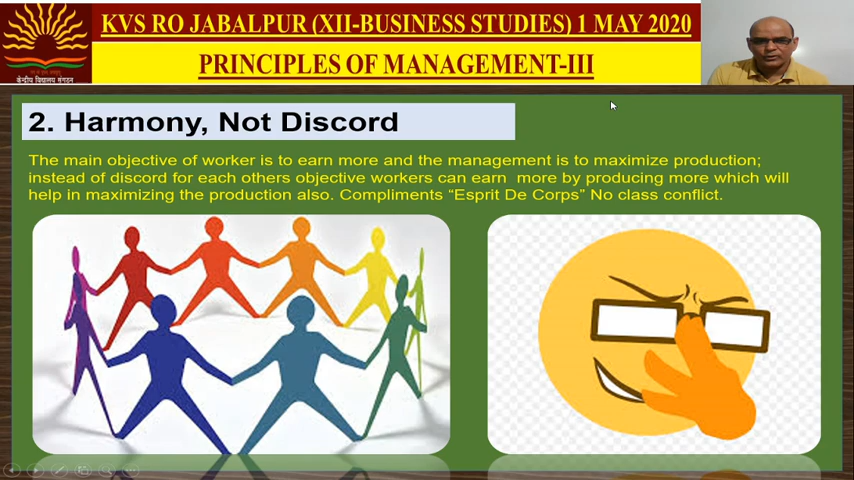 KVS RO JABALPUR (XII-BUSINESS STUDIES) 1 MAY 2020
PRINCIPLES OF MANAGEMENT-III
केन्द्रीय विद्यालय संगठन
2. Harmony, Not Discord
The main objective of worker is to earn more and the management is to maximize production;
instead of discord for each others objective workers can earn more by producing more which will
help in maximizing the production also. Compliments “Esprit De Corps” No class conflict.